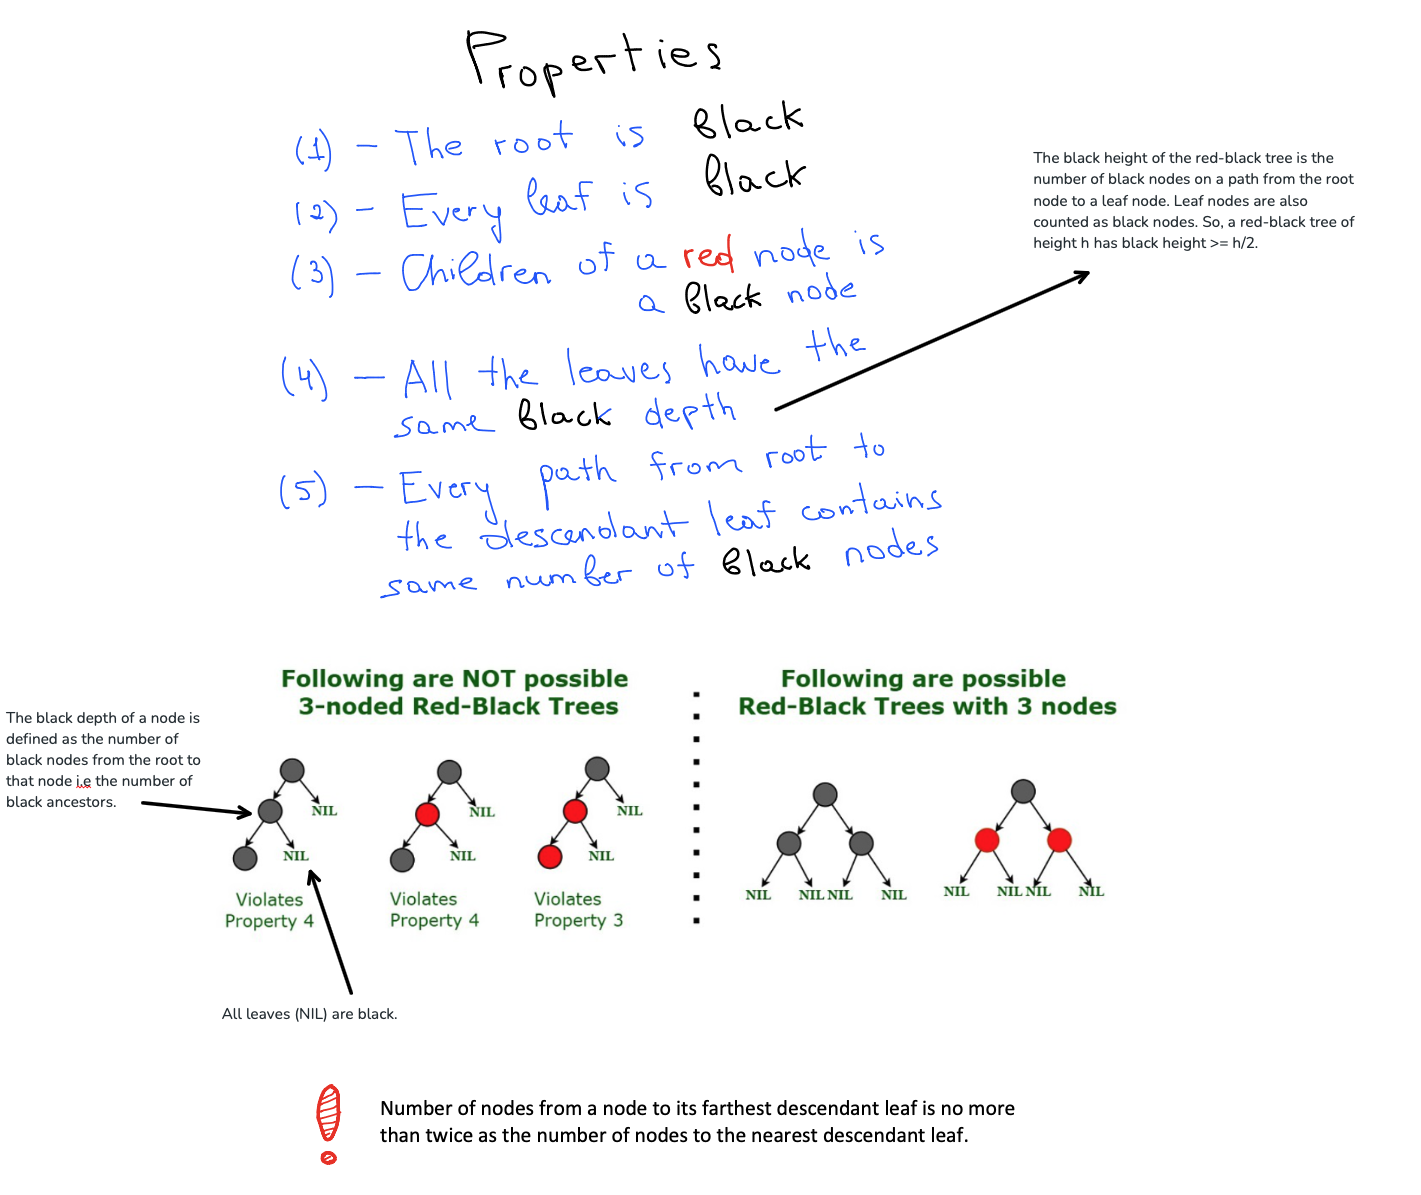 Properties
(1) - The root is Black
(2) - Every leaf is Black
(3) - Children of a red node is
a Black node
(4) - All the leaves have the
same Black depth
(5) - Every path from root to
the descendant leaf contains
same number of Black nodes
The black height of the red-black tree is the
number of black nodes on a path from the root
node to a leaf node. Leaf nodes are also
counted as black nodes. So, a red-black tree of
height h has black height >= h/2.
Following are NOT possible
3-noded Red-Black Trees
Following are possible
Red-Black Trees with 3 nodes
The black depth of a node is
defined as the number of
black nodes from the root to
that node i.e the number of
black ancestors.
NIL
NIL
Violates
Property 4
NIL
NIL
Violates
Property 4
NIL
NIL
Violates
Property 3
NIL NIL NIL NIL
NIL NIL NIL NIL
All leaves (NIL) are black.
Number of nodes from a node to its farthest descendant leaf is no more
than twice as the number of nodes to the nearest descendant leaf.